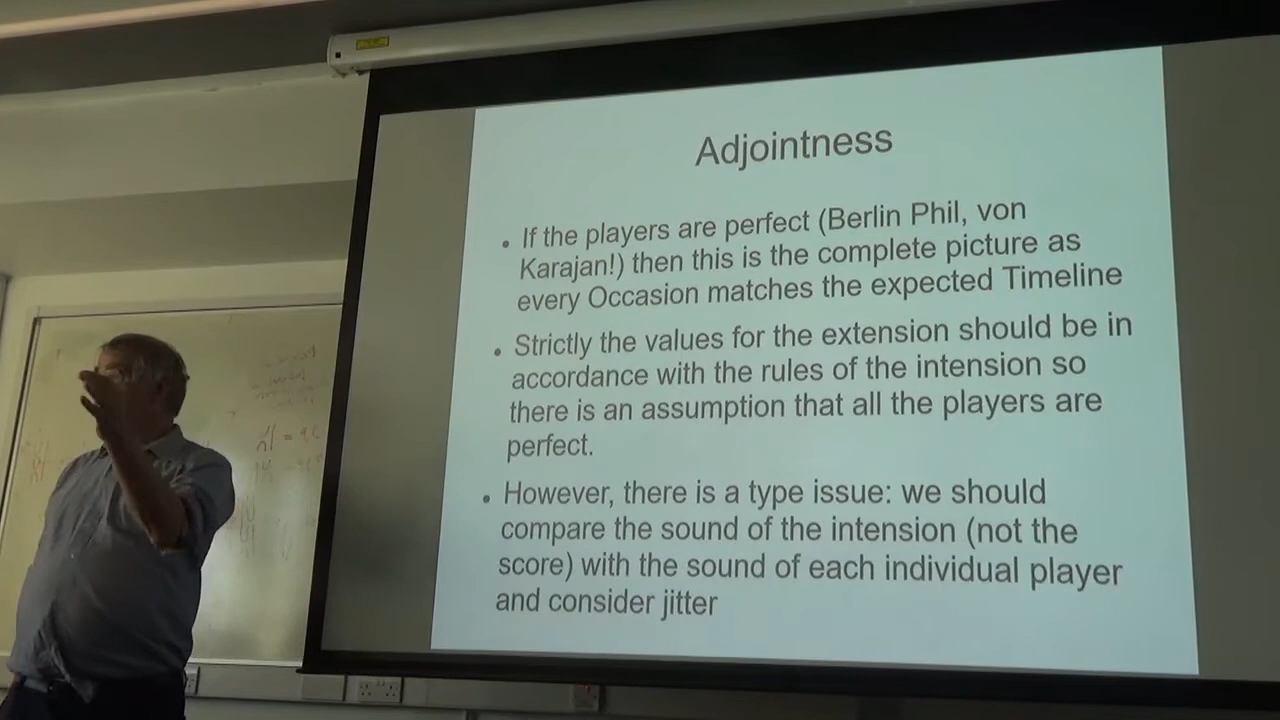 Adjointness
• If the players are perfect (Berlin Phil, von
Karajan!) then this is the complete picture as
every Occasion matches the expected Timeline
• Strictly the values for the extension should be in
accordance with the rules of the intension so
there is an assumption that all the players are
perfect.
• However, there is a type issue: we should
compare the sound of the intension (not the
score) with the sound of each individual player
and consider jitter